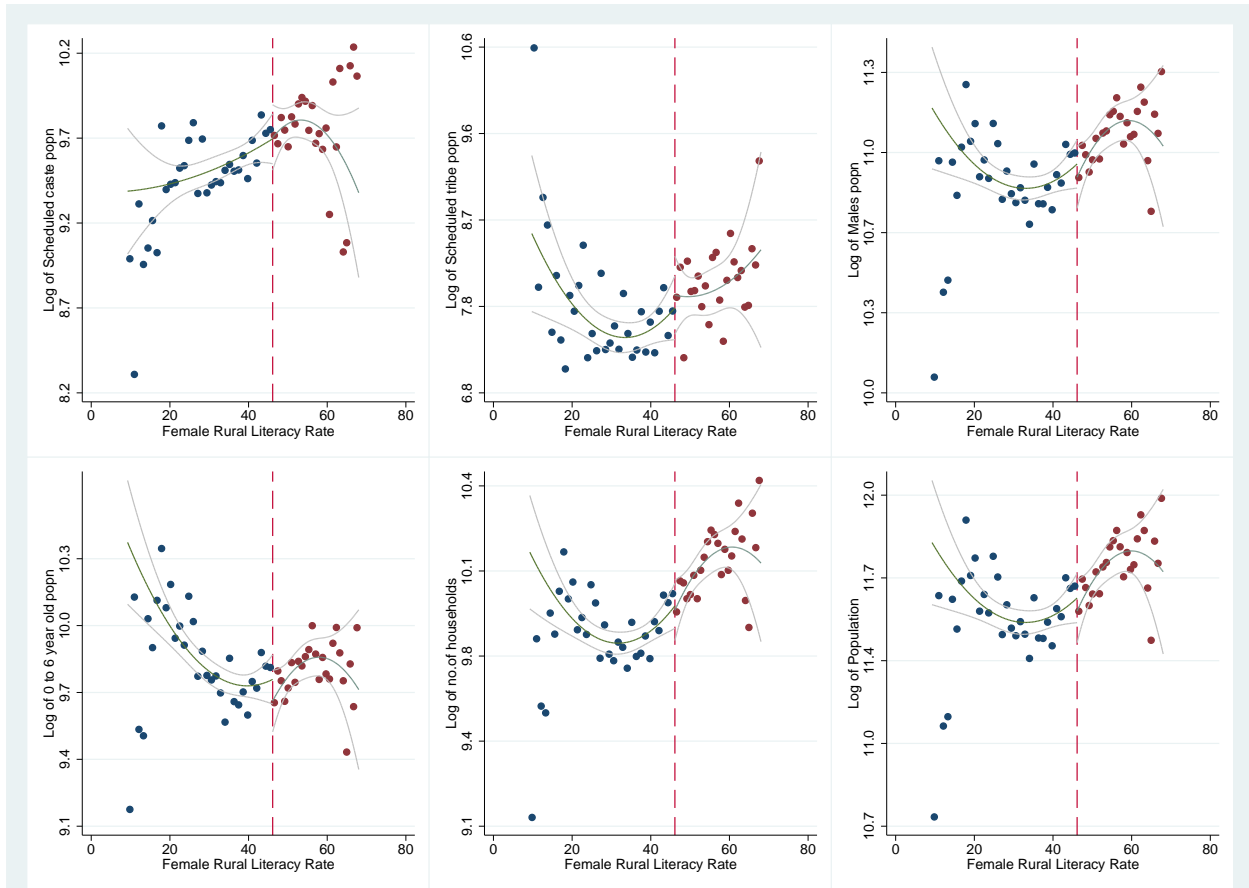 Log of Scheduled caste popn
10.2
9.7
9.2
8.7
8.2
0 20 40 60 80
Female Rural Literacy Rate
Log of Scheduled tribe popn
10.6
9.6
8.7
7.8
6.8
0 20 40 60 80
Female Rural Literacy Rate
Log of Males popn
11.3
11.0
10.7
10.3
10.0
0 20 40 60 80
Female Rural Literacy Rate
Log of 0 to 6 year old popn
10.3
10.0
9.7
9.4
9.1
0 20 40 60 80
Female Rural Literacy Rate
Log of no.of households
10.4
10.1
9.8
9.4
9.1
0 20 40 60 80
Female Rural Literacy Rate
Log of Population
12.0
11.7
11.4
11.0
10.7
0 20 40 60 80
Female Rural Literacy Rate